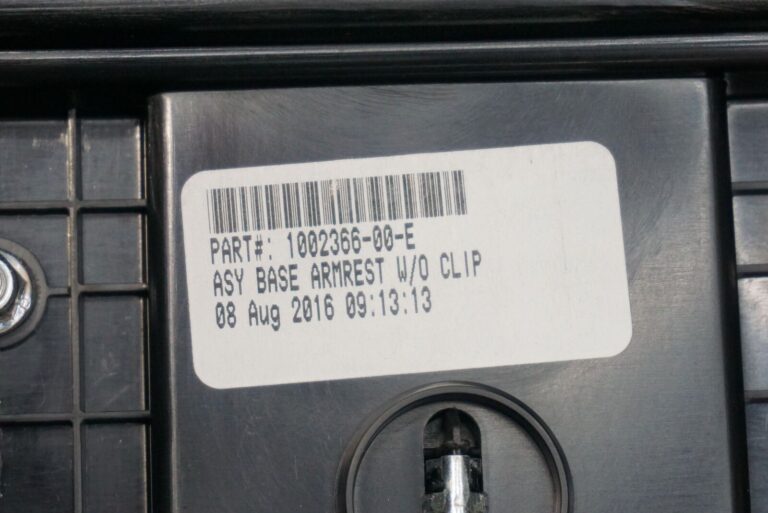 PART#: 1002366-00-E
ASY BASE ARMREST W/O CLIP
08 Aug 2016 09:13:13